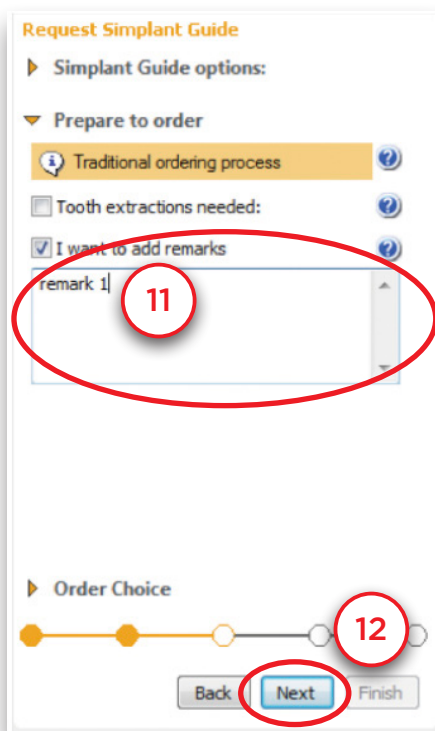 Request Simplant Guide
Simplant Guide options:
Prepare to order
Traditional ordering process
Tooth extractions needed:
I want to add remarks
remark 1
11
Order Choice
12
Back Next Finish